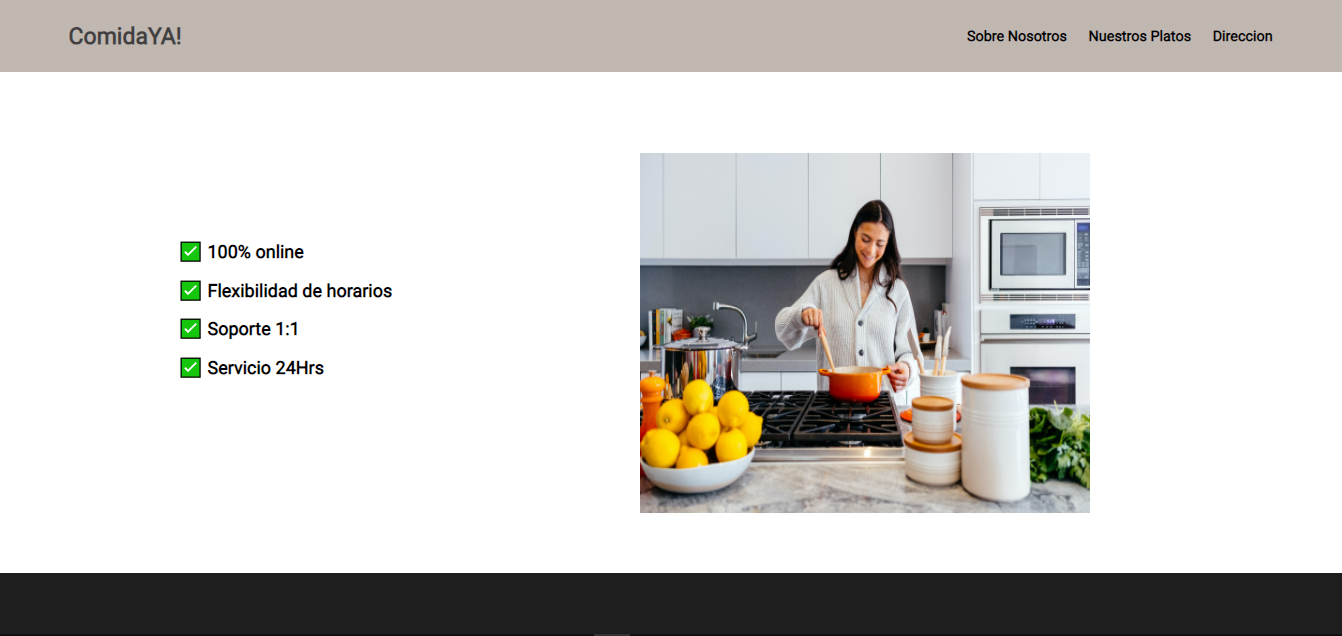 ComidaYA!
Sobre Nosotros Nuestros Platos Direccion
✅ 100% online
✅ Flexibilidad de horarios
✅ Soporte 1:1
✅ Servicio 24Hrs